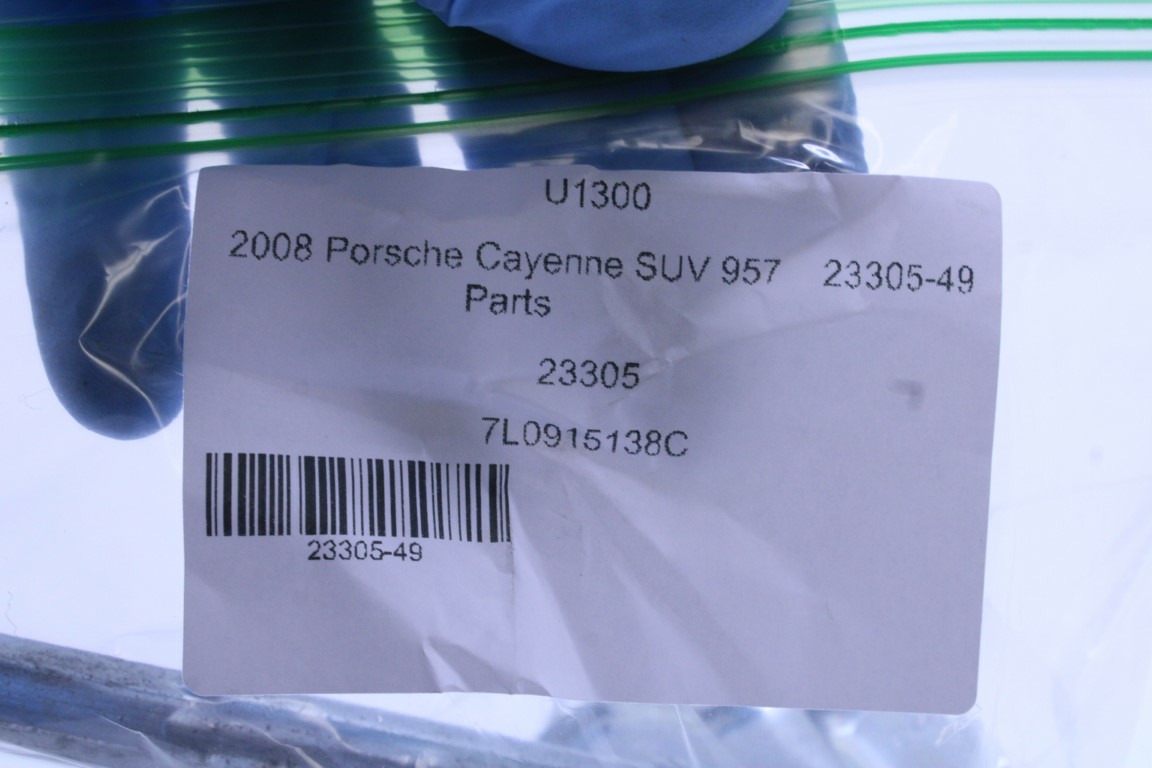 U1300
2008 Porsche Cayenne SUV 957 23305-49
Parts
23305
7L0915138C
23305-49